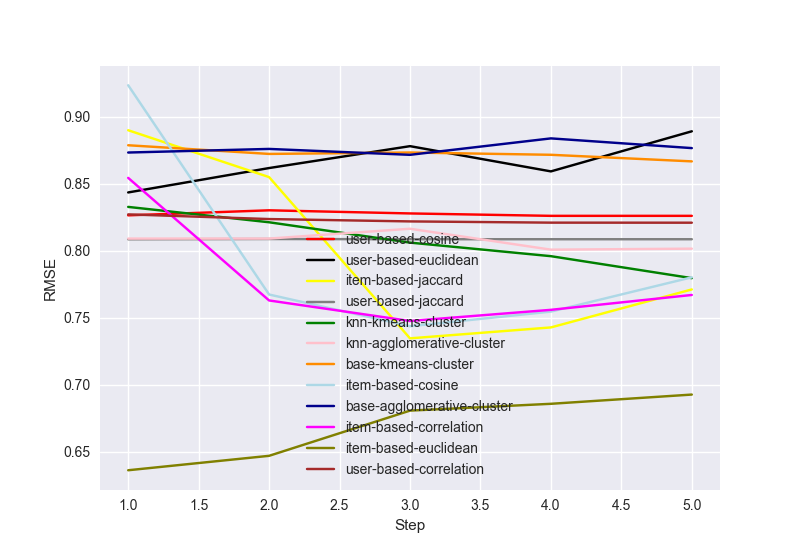 0.90
0.85
0.80
0.75
0.70
0.65
RMSE
user-based-cosine
user-based-euclidean
item-based-jaccard
user-based-jaccard
knn-kmeans-cluster
knn-agglomerative-cluster
base-kmeans-cluster
item-based-cosine
base-agglomerative-cluster
item-based-correlation
item-based-euclidean
user-based-correlation
1.0 1.5 2.0 2.5 3.0 3.5 4.0 4.5 5.0
Step